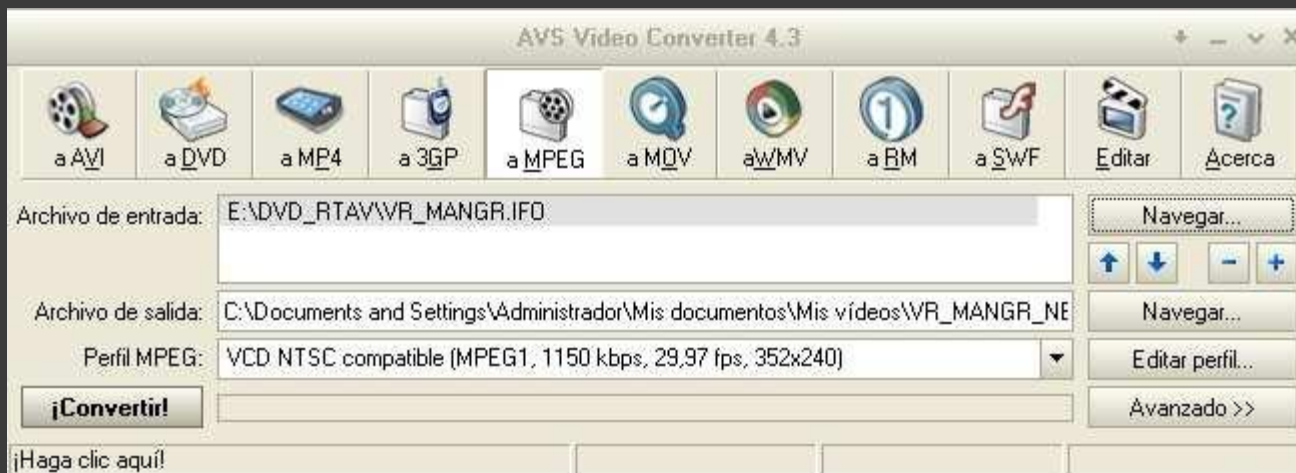 AVS Video Converter 4.3
a AVI
a DVD
a MP4
a 3GP
a MPEG
a MOV
aWMV
a RM
a SWF
Editar
Acerca
Archivo de entrada:
E:\DVD_RTAV\VR_MANGR.IFO
Navegar...
Archivo de salida:
C:\Documents and Settings\Administrador\Mis documentos\Mis vídeos\VR_MANGR_NE
Navegar...
Perfil MPEG:
VCD NTSC compatible (MPEG1, 1150 kbps, 29,97 fps, 352x240)
Editar perfil...
¡Convertir!
Avanzado >>
¡Haga clic aquí!